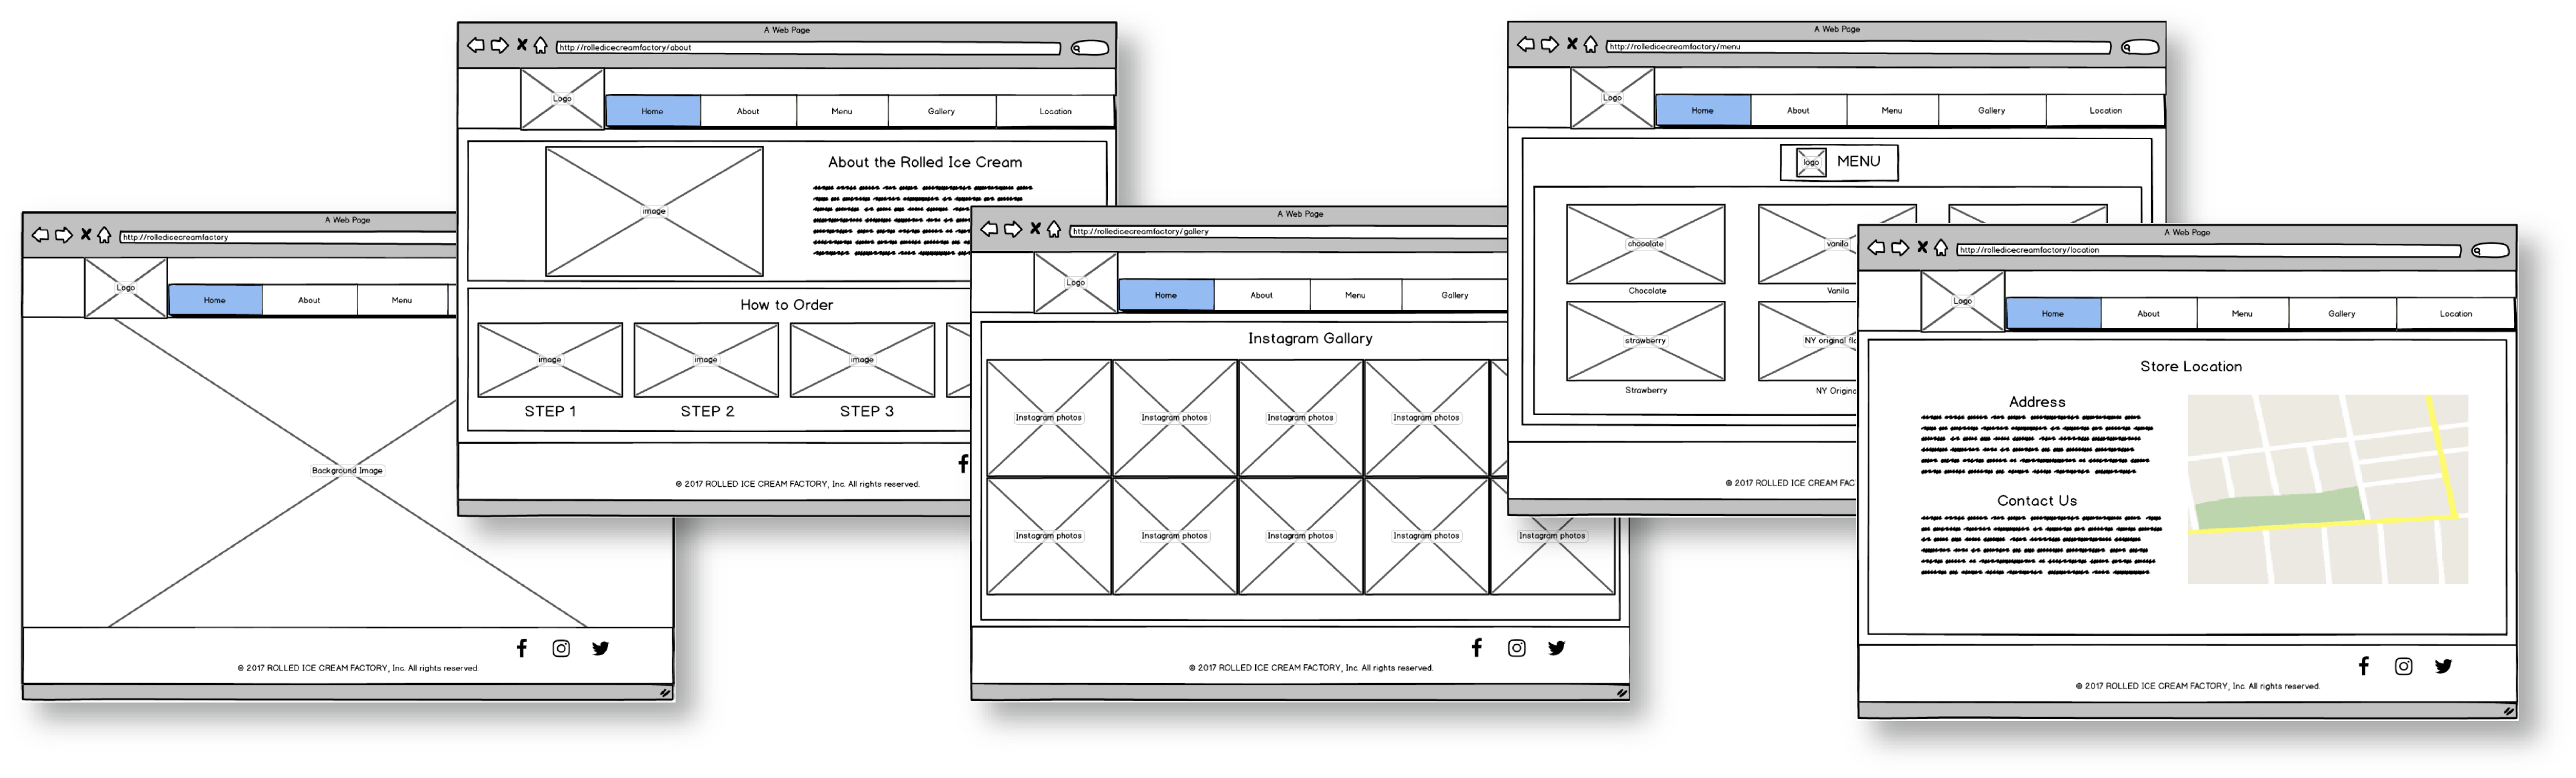 A Web Page
http://rolledicecreamfactory
Logo
Home About Menu
Background Image
© 2017 ROLLED ICE CREAM FACTORY, Inc. All rights reserved.
A Web Page
http://rolledicecreamfactory/about
Logo
Home About Menu Gallery Location
image
About the Rolled Ice Cream
How to Order
image image image
STEP 1 STEP 2 STEP 3
© 2017 ROLLED ICE CREAM FACTORY, Inc. All rights reserved.
A Web Page
http://rolledicecreamfactory/gallery
Logo
Home About Menu Gallery
Instagram Gallary
Instagram photos Instagram photos Instagram photos Instagram photos
Instagram photos Instagram photos Instagram photos Instagram photos Instagram photos
© 2017 ROLLED ICE CREAM FACTORY, Inc. All rights reserved.
A Web Page
http://rolledicecreamfactory/menu
Logo
Home About Menu Gallery Location
logo MENU
chocolate vanila
Chocolate Vanila
strawberry NY original
Strawberry NY
© 2017 ROLLED ICE CREAM
A Web Page
http://rolledicecreamfactory/location
Logo
Home About Menu Gallery Location
Store Location
Address
Contact Us
© 2017 ROLLED ICE CREAM FACTORY, Inc. All rights reserved.